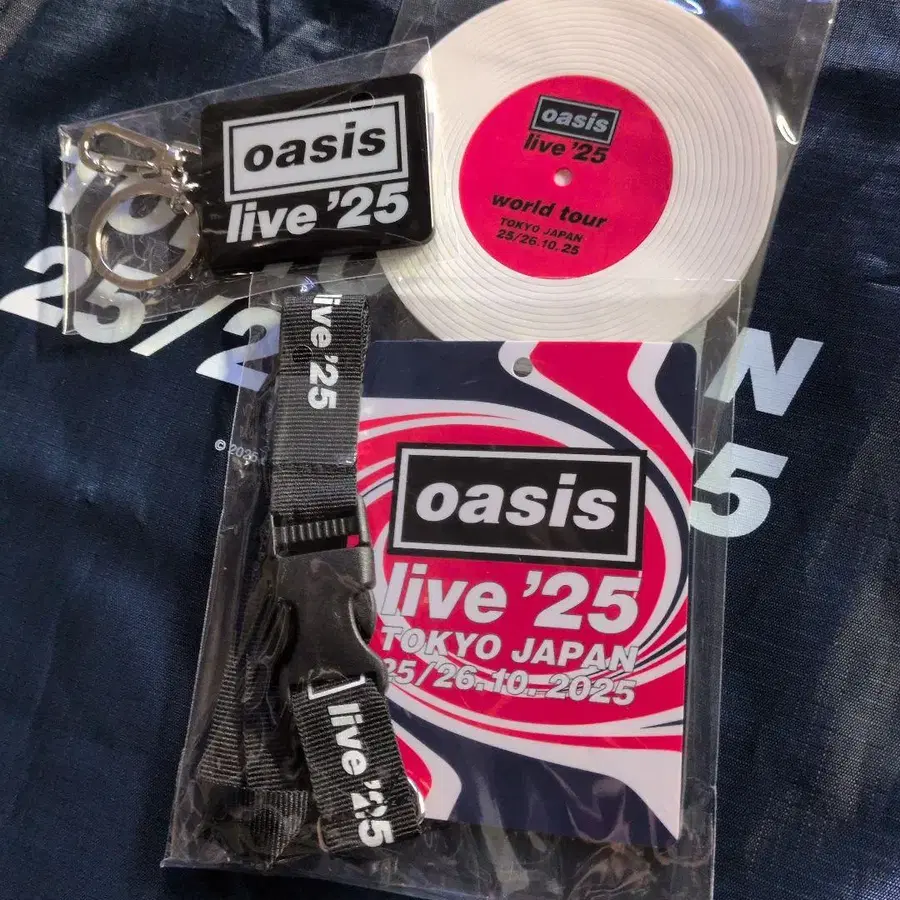 oasis
live '25
oasis
live '25
world tour
TOKYO JAPAN
25/26.10.25
25/2
N
5
live '25
oasis
live '25
TOKYO JAPAN
25/26.10.2025
live '25